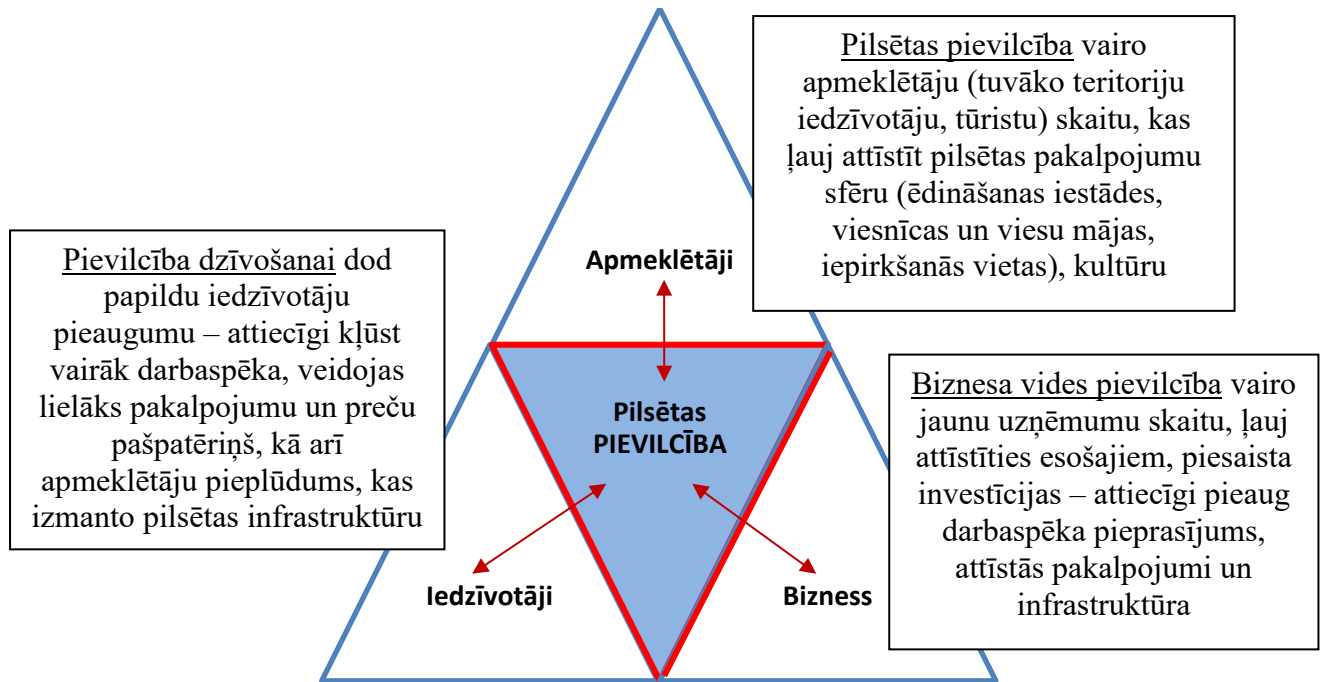 Pilsētas pievilcība vairo
apmeklētāju (tuvāko teritoriju
iedzīvotāju, tūristu) skaitu, kas
ļauj attīstīt pilsētas pakalpojumu
sfēru (ēdināšanas iestādes,
viesnīcas un viesu mājas,
iepirkšanās vietas), kultūru
Pievilcība dzīvošanai dod
papildu iedzīvotāju
pieaugumu – attiecīgi kļūst
vairāk darbaspēka, veidojas
lielāks pakalpojumu un preču
pašpatēriņš, kā arī
apmeklētāju pieplūdums, kas
izmanto pilsētas infrastruktūru
Apmeklētāji
Pilsētas
PIEVILCĪBA
Iedzīvotāji
Bizness
Biznesa vides pievilcība vairo
jaunu uzņēmumu skaitu, ļauj
attīstīties esošajiem, piesaista
investīcijas – attiecīgi pieaug
darbaspēka pieprasījums,
attīstās pakalpojumi un
infrastruktūra